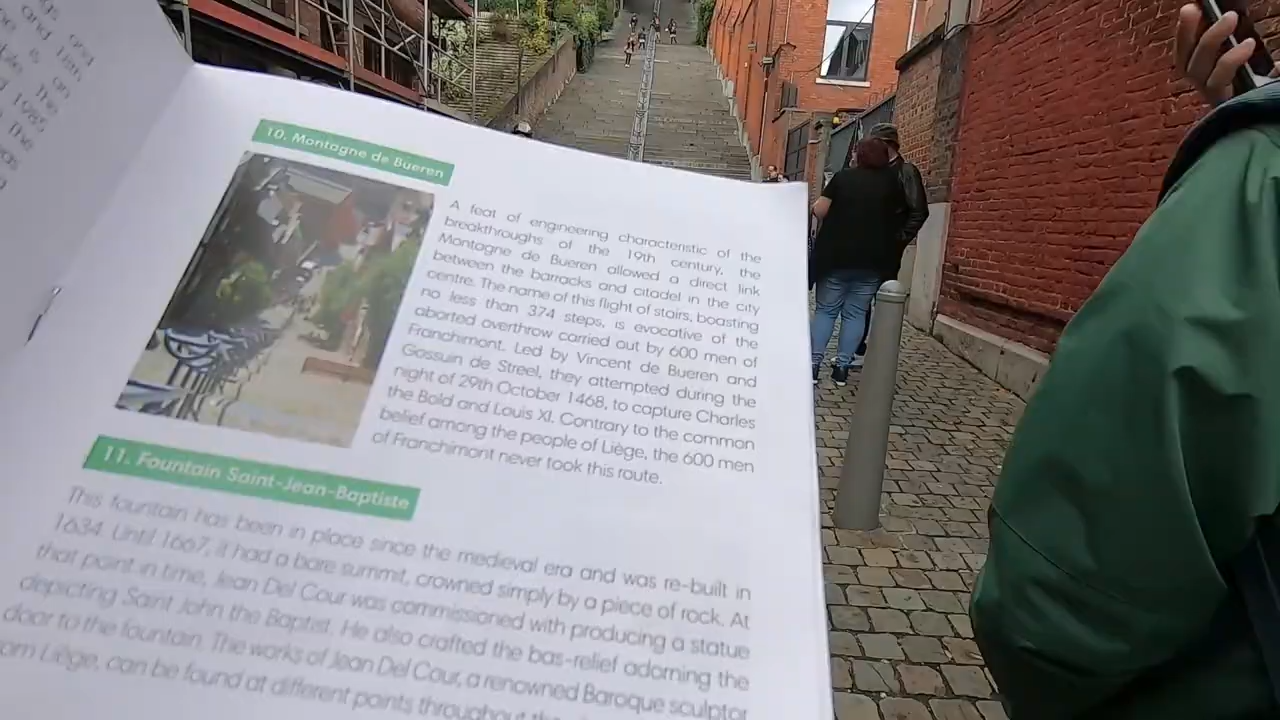 10. Montagne de Bueren
A feat of engineering characteristic of the
breakthroughs of the 19th century, the
Montagne de Bueren allowed a direct link
between the barracks and citadel in the city
centre. The name of this flight of stairs, boasting
no less than 374 steps, is evocative of the
aborted overthrow carried out by 600 men of
Franchimont. Led by Vincent de Bueren and
Gossuin de Streel, they attempted during the
night of 29th October 1468, to capture Charles
the Bold and Louis XI. Contrary to the common
belief among the people of Liège, the 600 men
of Franchimont never took this route.
11. Fountain Saint-Jean-Baptiste
This fountain has been in place since the medieval era and was re-built in
1634. Until 1667, it had a bare summit, crowned simply by a piece of rock. At
that point in time, Jean Del Cour was commissioned with producing a statue
depicting Saint John the Baptist. He also crafted the bas-relief adorning the
door to the fountain. The works of Jean Del Cour, a renowned Baroque sculptor
Liège, can be found at different points throughout